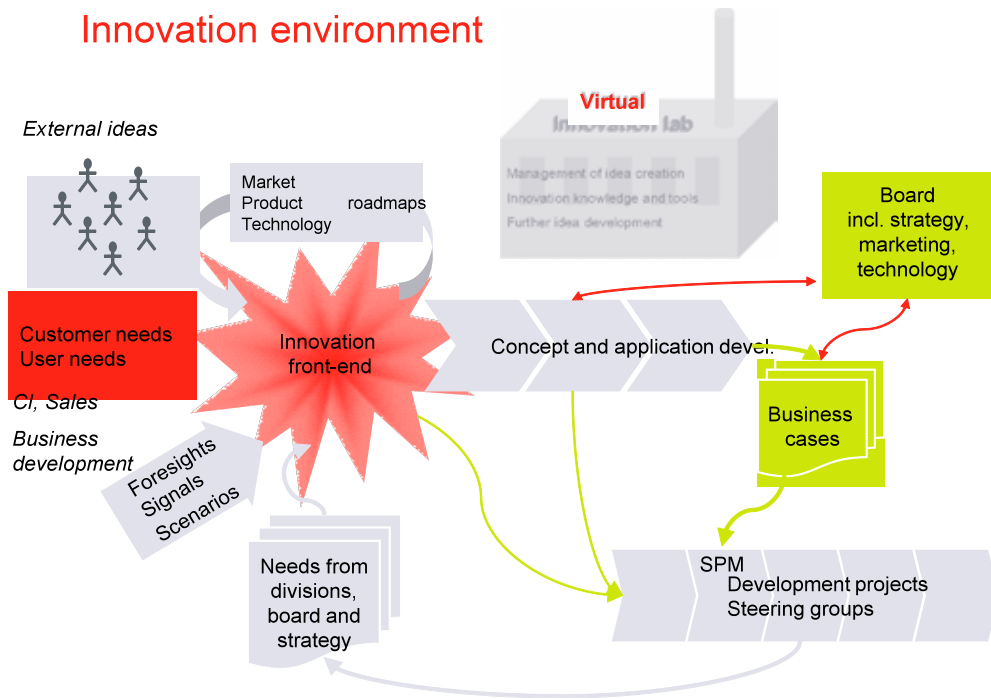 Innovation environment
Virtual
Innovation lab
Management of idea creation
Innovation knowledge and tools
Further idea development
External ideas
Market
Product roadmaps
Technology
Board
incl. strategy,
marketing,
technology
Customer needs
User needs
Innovation
front-end
Concept and application devel.
CI, Sales
Business
development
Business
cases
Foresights
Signals
Scenarios
Needs from
divisions,
board and
strategy
SPM
Development projects
Steering groups